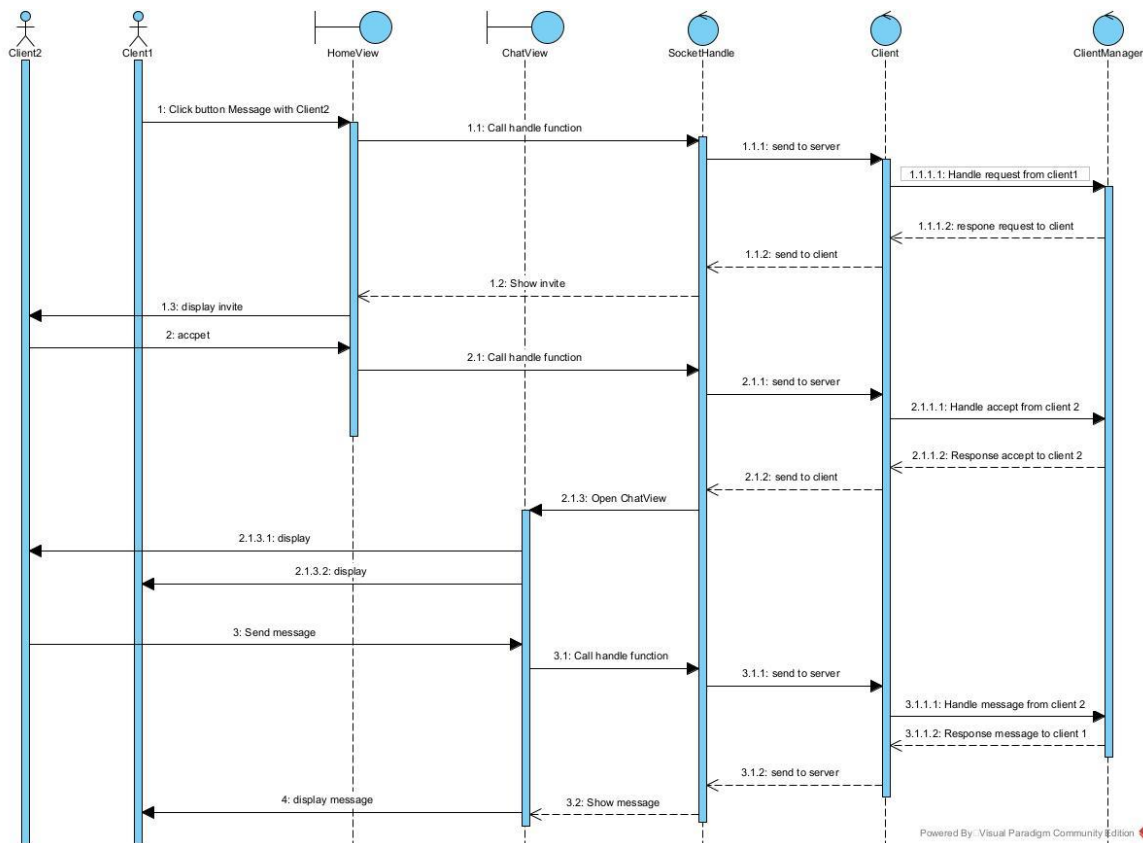 Client2
Clent1
HomeView
ChatView
SocketHandle
Client
ClientManager
1: Click button Message with Client2
1.1: Call handle function
1.1.1: send to server
1.1.1.1: Handle request from client1
1.1.1.2: respone request to client
1.1.2: send to client
1.2: Show invite
1.3: display invite
2: accpet
2.1: Call handle function
2.1.1: send to server
2.1.1.1: Handle accept from client 2
2.1.1.2: Response accept to client 2
2.1.2: send to client
2.1.3: Open ChatView
2.1.3.1: display
2.1.3.2: display
3: Send message
3.1: Call handle function
3.1.1: send to server
3.1.1.1: Handle message from client 2
3.1.1.2: Response message to client 1
3.1.2: send to server
3.2: Show message
4: display message
Powered By Visual Paradigm Community Edition